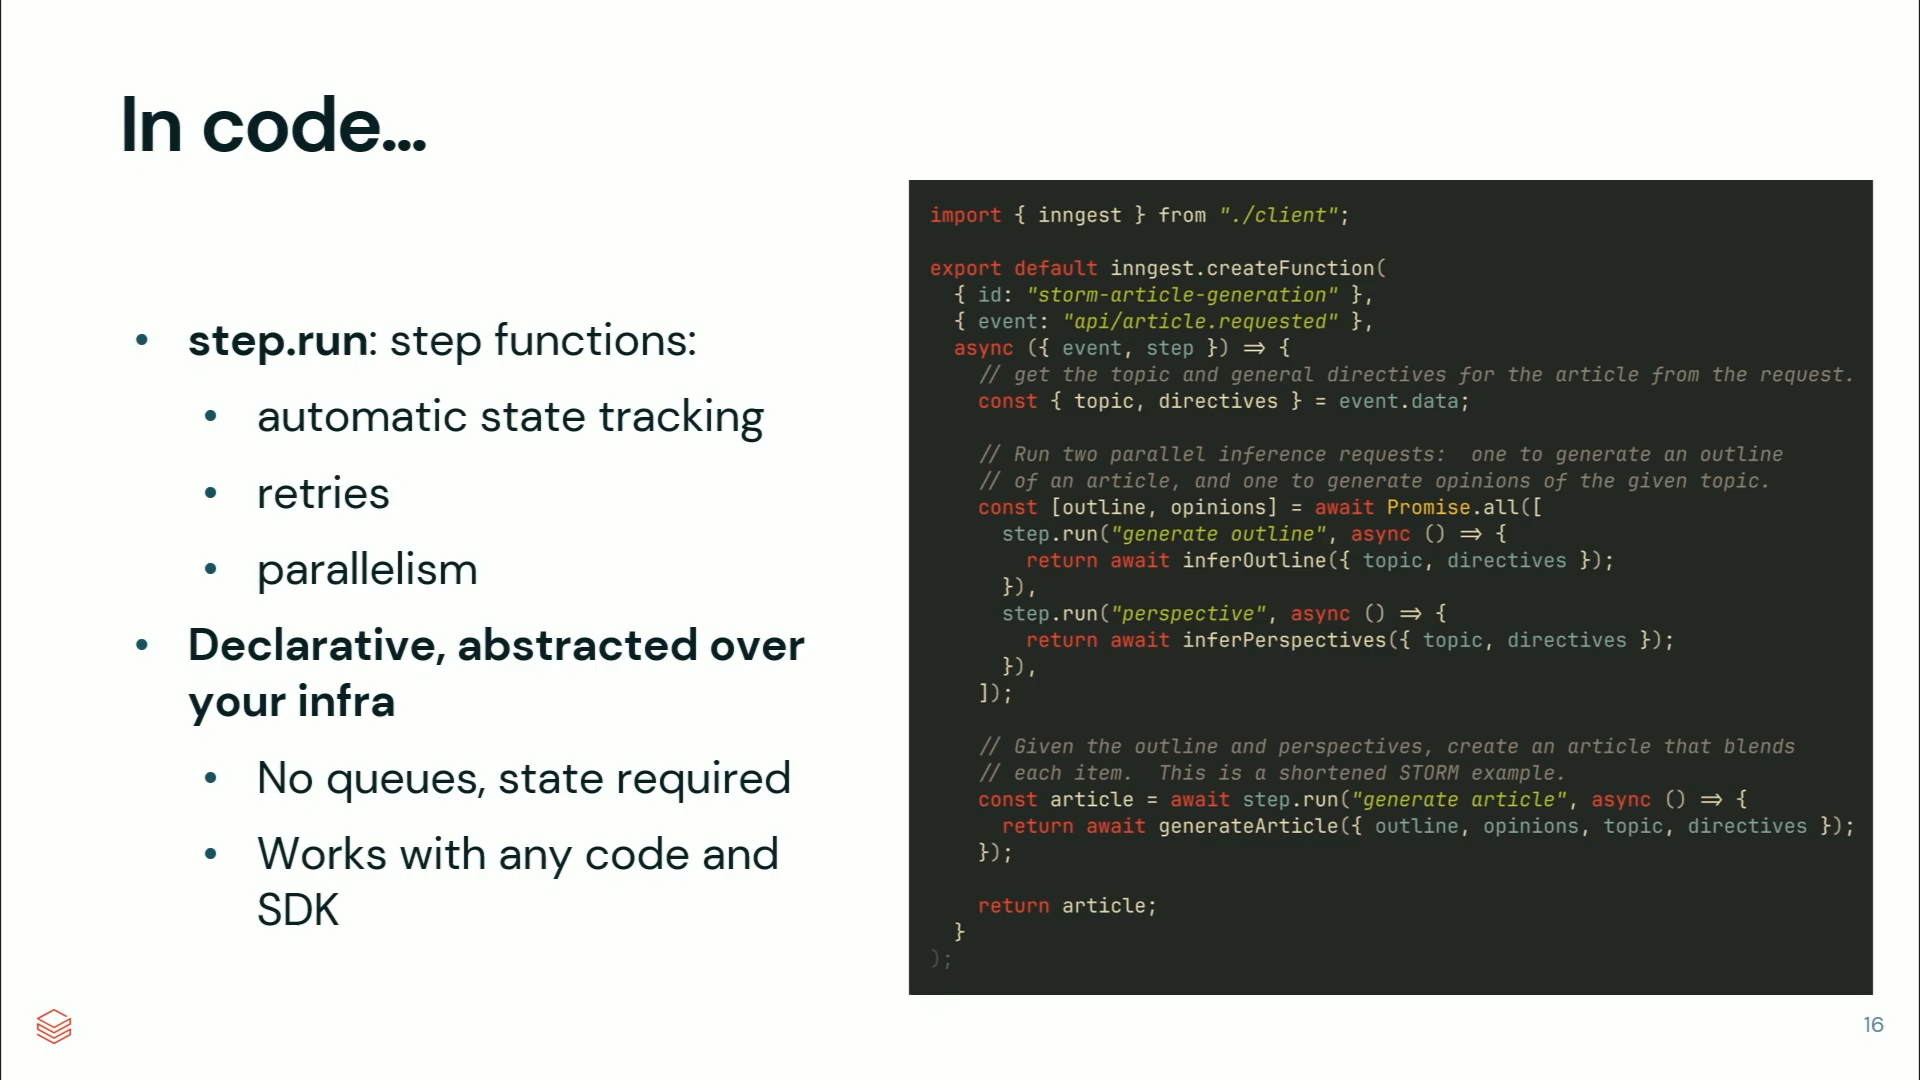 In code...
• step.run: step functions:
• automatic state tracking
• retries
• parallelism
• Declarative, abstracted over
your infra
• No queues, state required
• Works with any code and
SDK
import { inngest } from "./client";

export default inngest.createFunction(
  { id: "storm-article-generation" },
  { event: "api/article.requested" },
  async ({ event, step }) => {
    // get the topic and general directives for the article from the request.
    const { topic, directives } = event.data;

    // Run two parallel inference requests:  one to generate an outline
    // of an article, and one to generate opinions of the given topic.
    const [outline, opinions] = await Promise.all([
      step.run("generate outline", async () => {
        return await inferOutline({ topic, directives });
      }),
      step.run("perspective", async () => {
        return await inferPerspectives({ topic, directives });
      }),
    ]);

    // Given the outline and perspectives, create an article that blends
    // each item.  This is a shortened STORM example.
    const article = await step.run("generate article", async () => {
      return await generateArticle({ outline, opinions, topic, directives });
    });

    return article;
  }
);
16